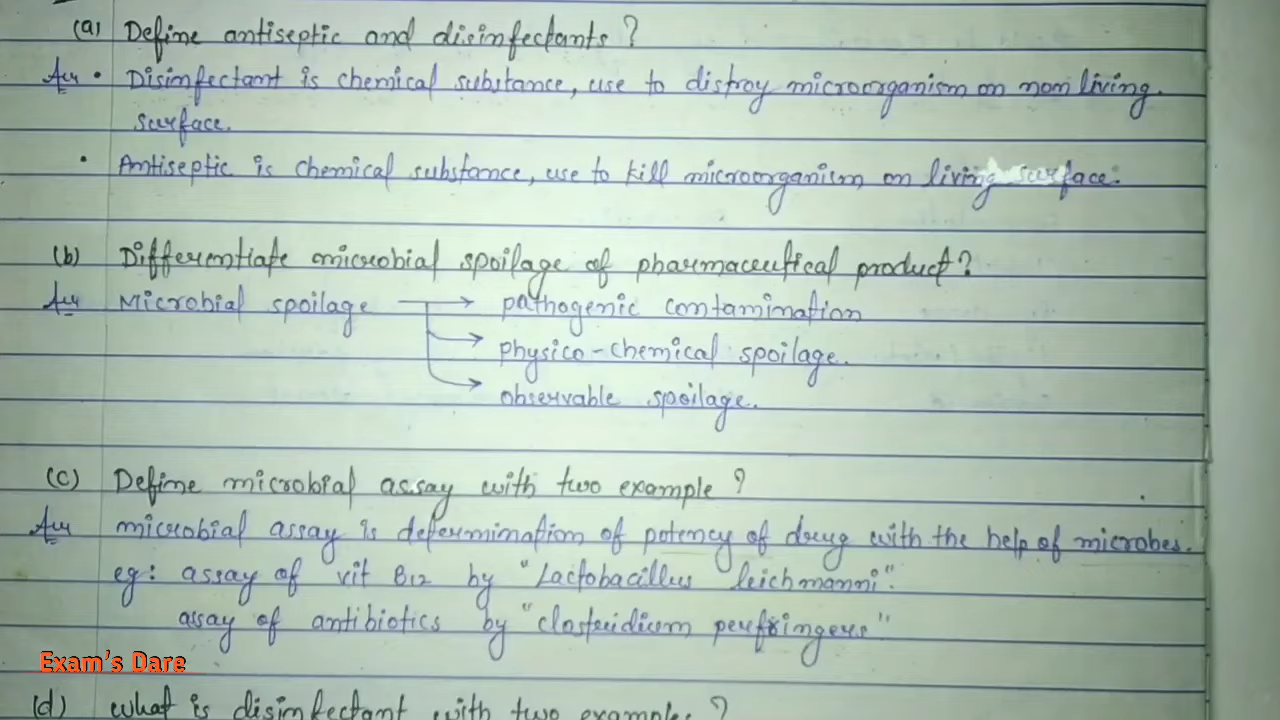 (a) Define antiseptic and disinfectants ?
Ans • Disinfectant is chemical substance, use to distroy microorganism on non living.
surface.
• Antiseptic is chemical substance, use to kill microorganism on living surface.
(b) Differentiate microbial spoilage of pharmaceutical product ?
Ans Microbial spoilage → pathogenic contamination
→ physico-chemical spoilage.
→ observable spoilage.
(c) Define microbial assay with two example ?
Ans microbial assay is determination of potency of drug with the help of microbes.
eg: assay of vit B12 by "Lactobacillus leichmanni".
assay of antibiotics by "clostridium perfringens"
Exam's Dare
(d) what is disinfectant with two example. ?